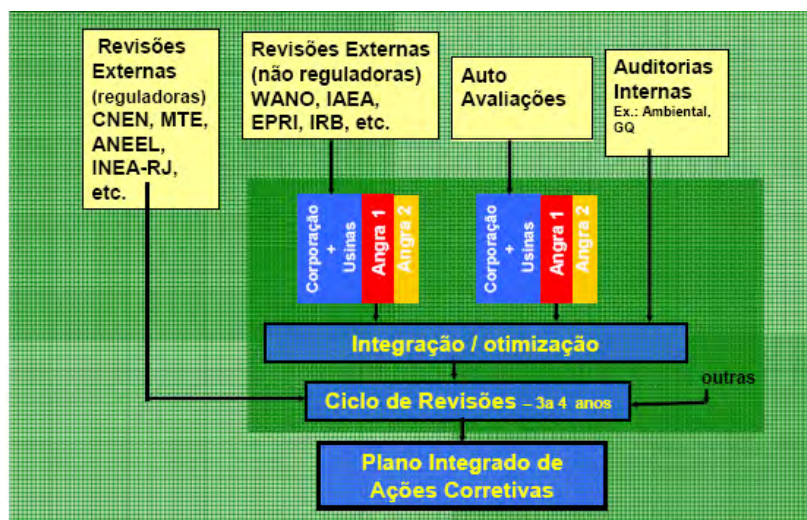 Revisões
Externas
(reguladoras)
CNEN, MTE,
ANEEL,
INEA-RJ,
etc.
Revisões Externas
(não reguladoras)
WANO, IAEA,
EPRI, IRB, etc.
Auto
Avaliações
Auditorias
Internas
Ex.: Ambiental,
GQ
Corporação
+
Usinas
Angra 1
Angra 2
Corporação
+
Usinas
Angra 1
Angra 2
Integração / otimização
outras
Ciclo de Revisões – 3a 4 anos
Plano Integrado de
Ações Corretivas